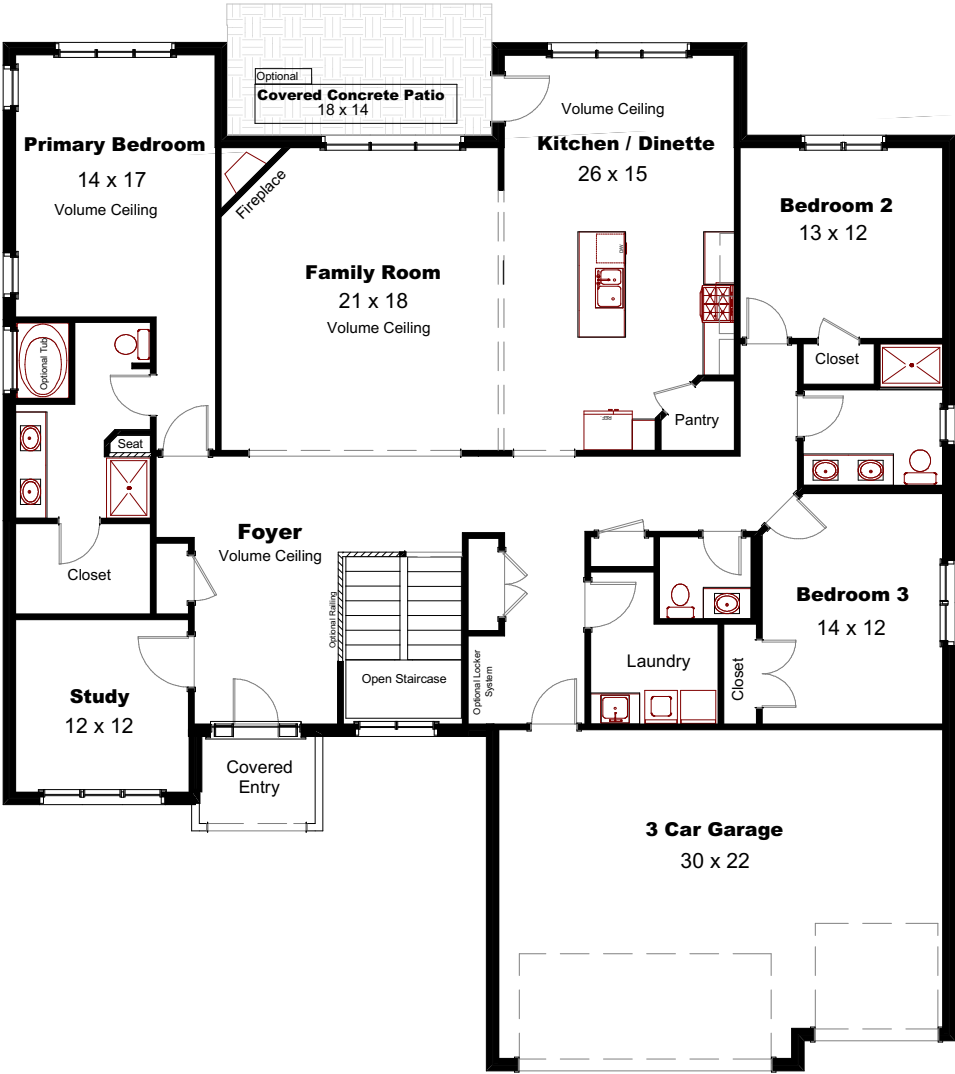 Optional
Covered Concrete Patio
18 x 14
Primary Bedroom
14 x 17
Volume Ceiling
Fireplace
Volume Ceiling
Kitchen / Dinette
26 x 15
Bedroom 2
13 x 12
Family Room
21 x 18
Volume Ceiling
DW
Optional Tub
Closet
Seat
REF
Pantry
Foyer
Volume Ceiling
Closet
Optional Railing
Open Staircase
Optional Locker
System
Laundry
Closet
Bedroom 3
14 x 12
Study
12 x 12
Covered
Entry
3 Car Garage
30 x 22